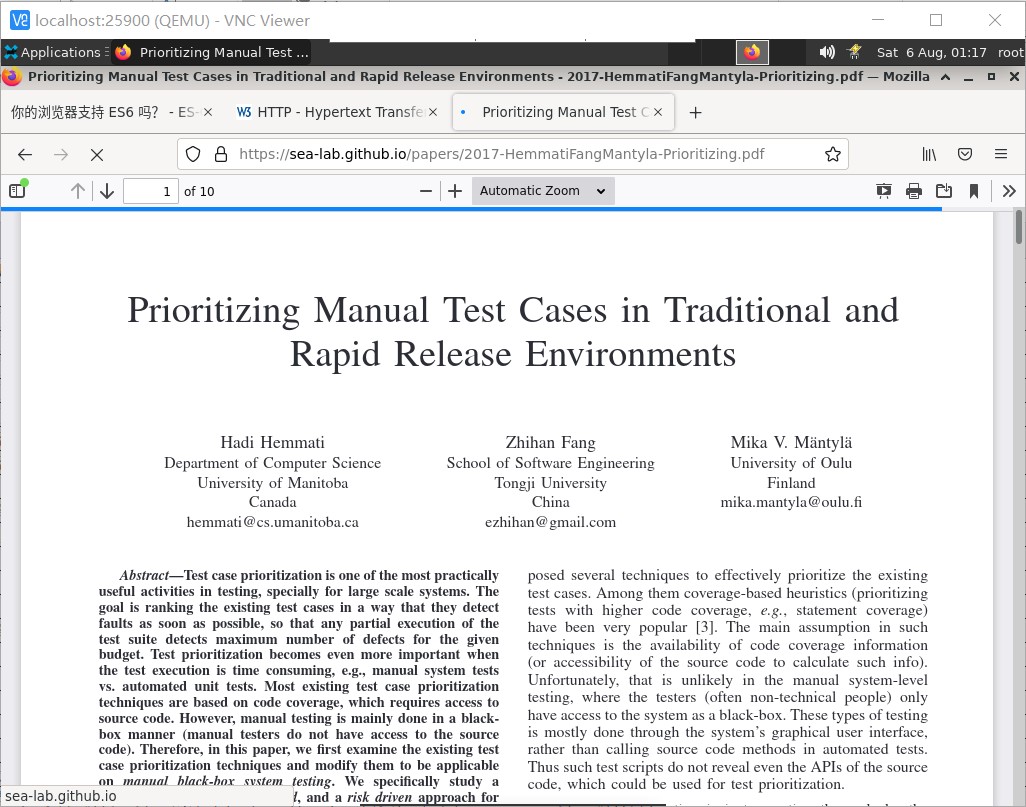 localhost:25900 (QEMU) - VNC Viewer
Applications Prioritizing Manual Test ... Sat 6 Aug, 01:17 root
Prioritizing Manual Test Cases in Traditional and Rapid Release Environments - 2017-HemmatiFangMantyla-Prioritizing.pdf — Mozilla
你的浏览器支持 ES6 吗？ - ES- W3 HTTP - Hypertext Transfe Prioritizing Manual Test C
https://sea-lab.github.io/papers/2017-HemmatiFangMantyla-Prioritizing.pdf
1 of 10 Automatic Zoom
Prioritizing Manual Test Cases in Traditional and
Rapid Release Environments
Hadi Hemmati
Department of Computer Science
University of Manitoba
Canada
hemmati@cs.umanitoba.ca
Zhihan Fang
School of Software Engineering
Tongji University
China
ezhihan@gmail.com
Mika V. Mäntylä
University of Oulu
Finland
mika.mantyla@oulu.fi
Abstract—Test case prioritization is one of the most practically
useful activities in testing, specially for large scale systems. The
goal is ranking the existing test cases in a way that they detect
faults as soon as possible, so that any partial execution of the
test suite detects maximum number of defects for the given
budget. Test prioritization becomes even more important when
the test execution is time consuming, e.g., manual system tests
vs. automated unit tests. Most existing test case prioritization
techniques are based on code coverage, which requires access to
source code. However, manual testing is mainly done in a black-
box manner (manual testers do not have access to the source
code). Therefore, in this paper, we first examine the existing test
case prioritization techniques and modify them to be applicable
on manual black-box system testing. We specifically study a
, and a risk driven approach for
posed several techniques to effectively prioritize the existing
test cases. Among them coverage-based heuristics (prioritizing
tests with higher code coverage, e.g., statement coverage)
have been very popular [3]. The main assumption in such
techniques is the availability of code coverage information
(or accessibility of the source code to calculate such info).
Unfortunately, that is unlikely in the manual system-level
testing, where the testers (often non-technical people) only
have access to the system as a black-box. These types of testing
is mostly done through the system's graphical user interface,
rather than calling source code methods in automated tests.
Thus such test scripts do not reveal even the APIs of the source
code, which could be used for test prioritization.
sea-lab.github.io